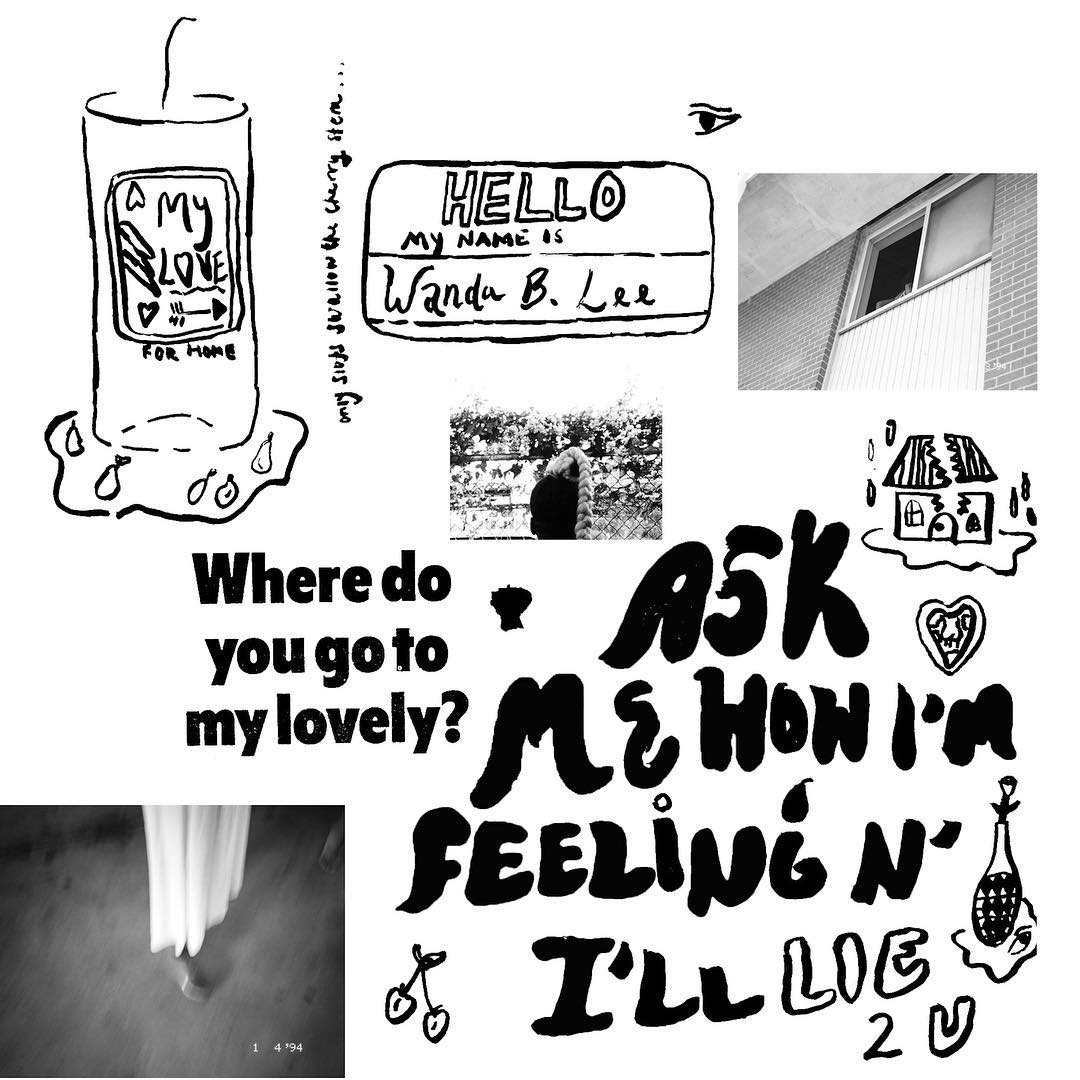 My
LOVE
FOR HOME
only sluts swallow the cherry stem...
HELLO
MY NAME IS
Wanda B. Lee
'94
Where do
you go to
my lovely?
ASK
ME HOW I'M
FEELING N'
I'LL LIE
2 U
1 4 '94